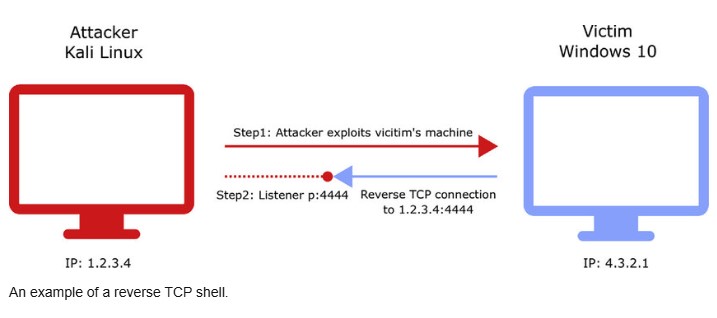 Attacker
Kali Linux
Victim
Windows 10
Step1: Attacker exploits vicitim's machine
Step2: Listener p:4444
Reverse TCP connection
to 1.2.3.4:4444
IP: 1.2.3.4
IP: 4.3.2.1
An example of a reverse TCP shell.